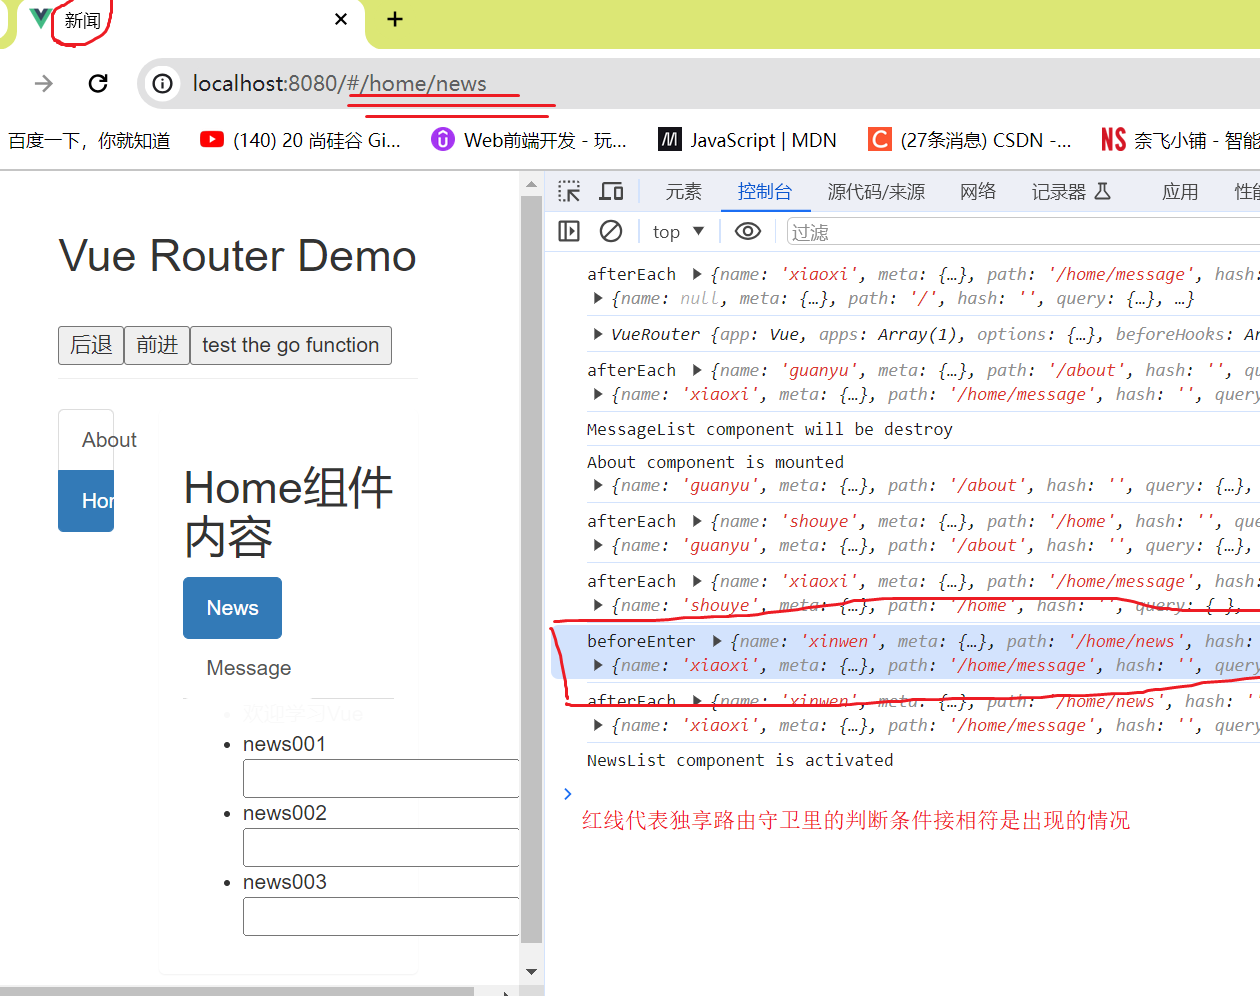 新闻
localhost:8080/#/home/news
百度一下，你就知道
(140) 20 尚硅谷 Gi...
Web前端开发 - 玩...
JavaScript | MDN
(27条消息) CSDN -...
奈飞小铺 - 智能
元素
控制台
源代码/来源
网络
记录器
应用
性能
top
过滤
Vue Router Demo
后退
前进
test the go function
About
Hor
Home组件
内容
News
Message
欢迎学习Vue
news001
news002
news003
afterEach ▶ {name: 'xiaoxi', meta: {…}, path: '/home/message', hash:
▶ {name: null, meta: {…}, path: '/', hash: '', query: {…}, …}
▶ VueRouter {app: Vue, apps: Array(1), options: {…}, beforeHooks: Ar
afterEach ▶ {name: 'guanyu', meta: {…}, path: '/about', hash: '', qu
▶ {name: 'xiaoxi', meta: {…}, path: '/home/message', hash: '', query
MessageList component will be destroy
About component is mounted
▶ {name: 'guanyu', meta: {…}, path: '/about', hash: '', query: {…},
afterEach ▶ {name: 'shouye', meta: {…}, path: '/home', hash: '', que
▶ {name: 'guanyu', meta: {…}, path: '/about', hash: '', query: {…},
afterEach ▶ {name: 'xiaoxi', meta: {…}, path: '/home/message', hash:
▶ {name: 'shouye', meta: {…}, path: '/home', hash: '', query: {…},
beforeEnter ▶ {name: 'xinwen', meta: {…}, path: '/home/news', hash:
▶ {name: 'xiaoxi', meta: {…}, path: '/home/message', hash: '', query
afterEach ▶ {name: 'xinwen', meta: {…}, path: '/home/news', hash: '
▶ {name: 'xiaoxi', meta: {…}, path: '/home/message', hash: '', query
NewsList component is activated
红线代表独享路由守卫里的判断条件接相符是出现的情况